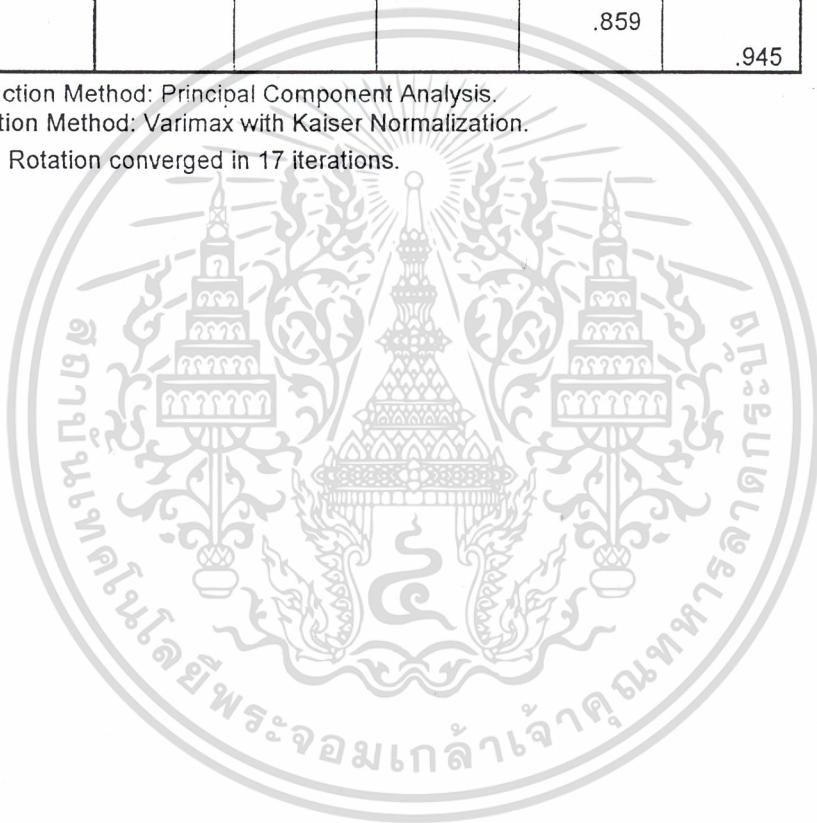 .859
.945
ction Method: Principal Component Analysis.
tion Method: Varimax with Kaiser Normalization.
Rotation converged in 17 iterations.
สถาบันเทคโนโลยีพระจอมเกล้าเจ้าคุณทหารลาดกระบัง
๔